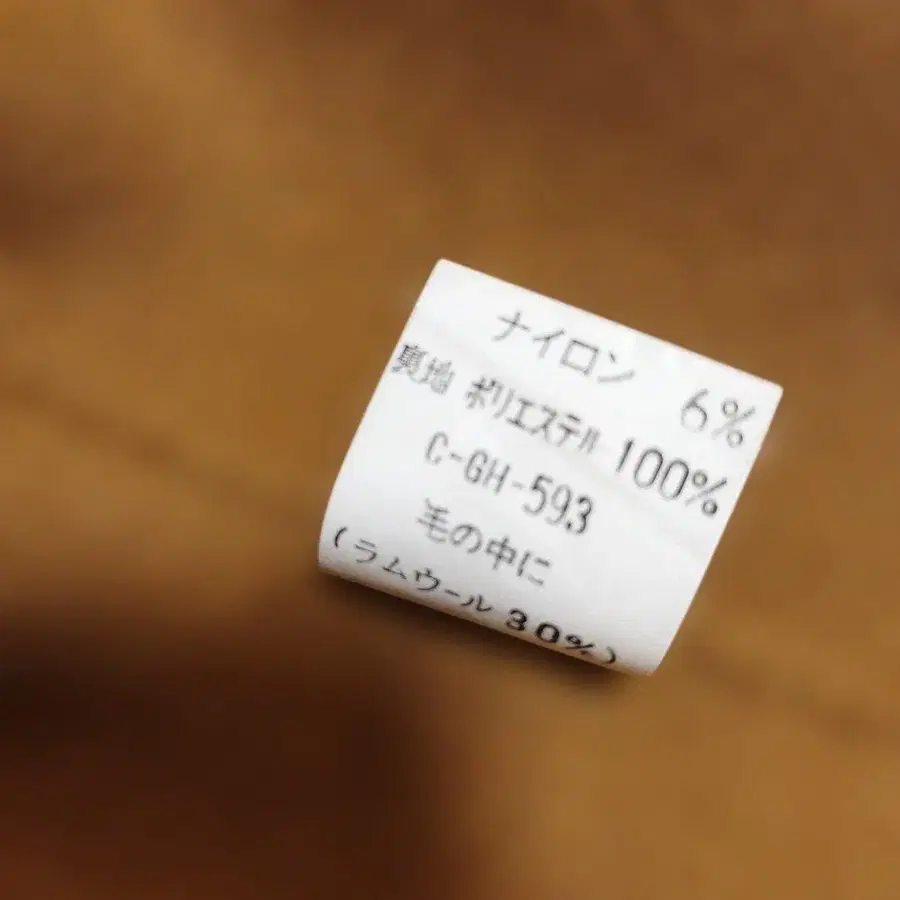 ナイロン 6%
裏地 ポリエステル 100%
C-GH-593
毛の中に
(ラムウール 30%)